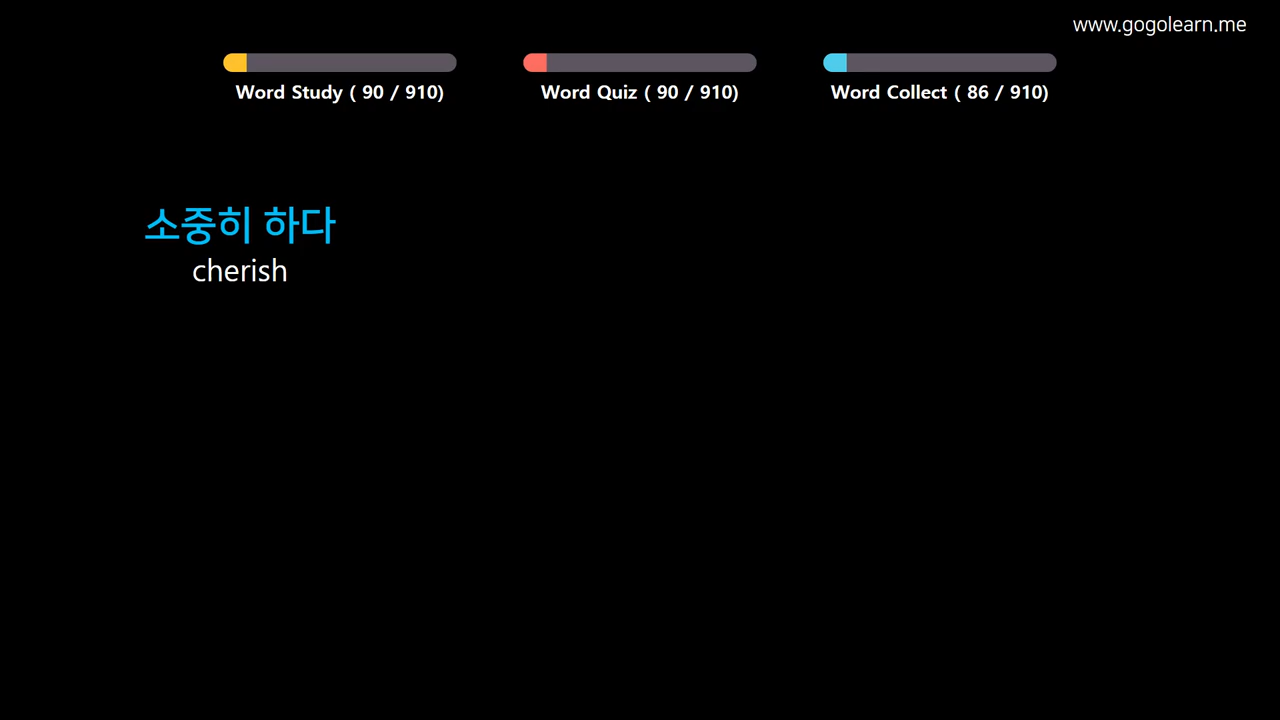 www.gogolearn.me
Word Study ( 90 / 910)
Word Quiz ( 90 / 910)
Word Collect ( 86 / 910)
소중히 하다
cherish